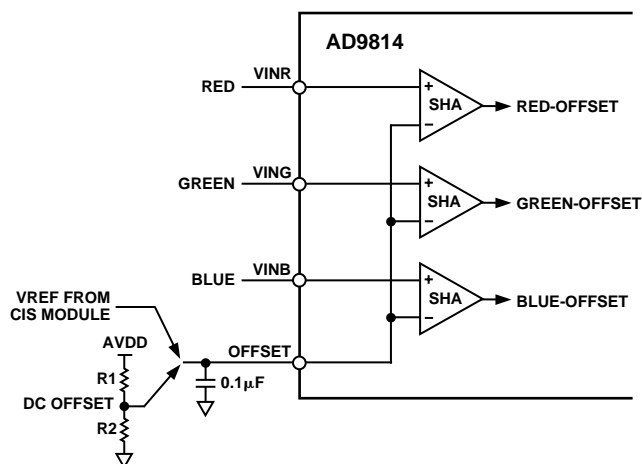 AD9814
VINR
RED
+
SHA
−
RED-OFFSET
VING
GREEN
+
SHA
−
GREEN-OFFSET
VINB
BLUE
+
SHA
−
BLUE-OFFSET
VREF FROM
CIS MODULE
AVDD
OFFSET
R1
0.1μF
DC OFFSET
R2